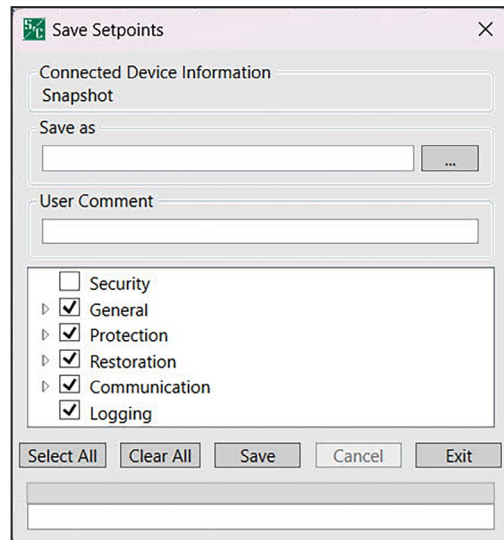 S&C Save Setpoints
Connected Device Information
Snapshot
Save as
...
User Comment
Security
General
Protection
Restoration
Communication
Logging
Select All Clear All Save Cancel Exit